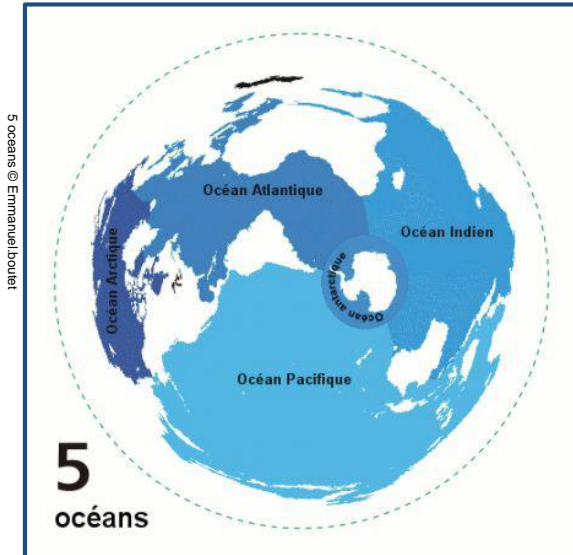 5 oceans © Emmanuel.boutet
Océan Atlantique
Océan Indien
Océan Arctique
Océan antarctique
Océan Pacifique
5
océans